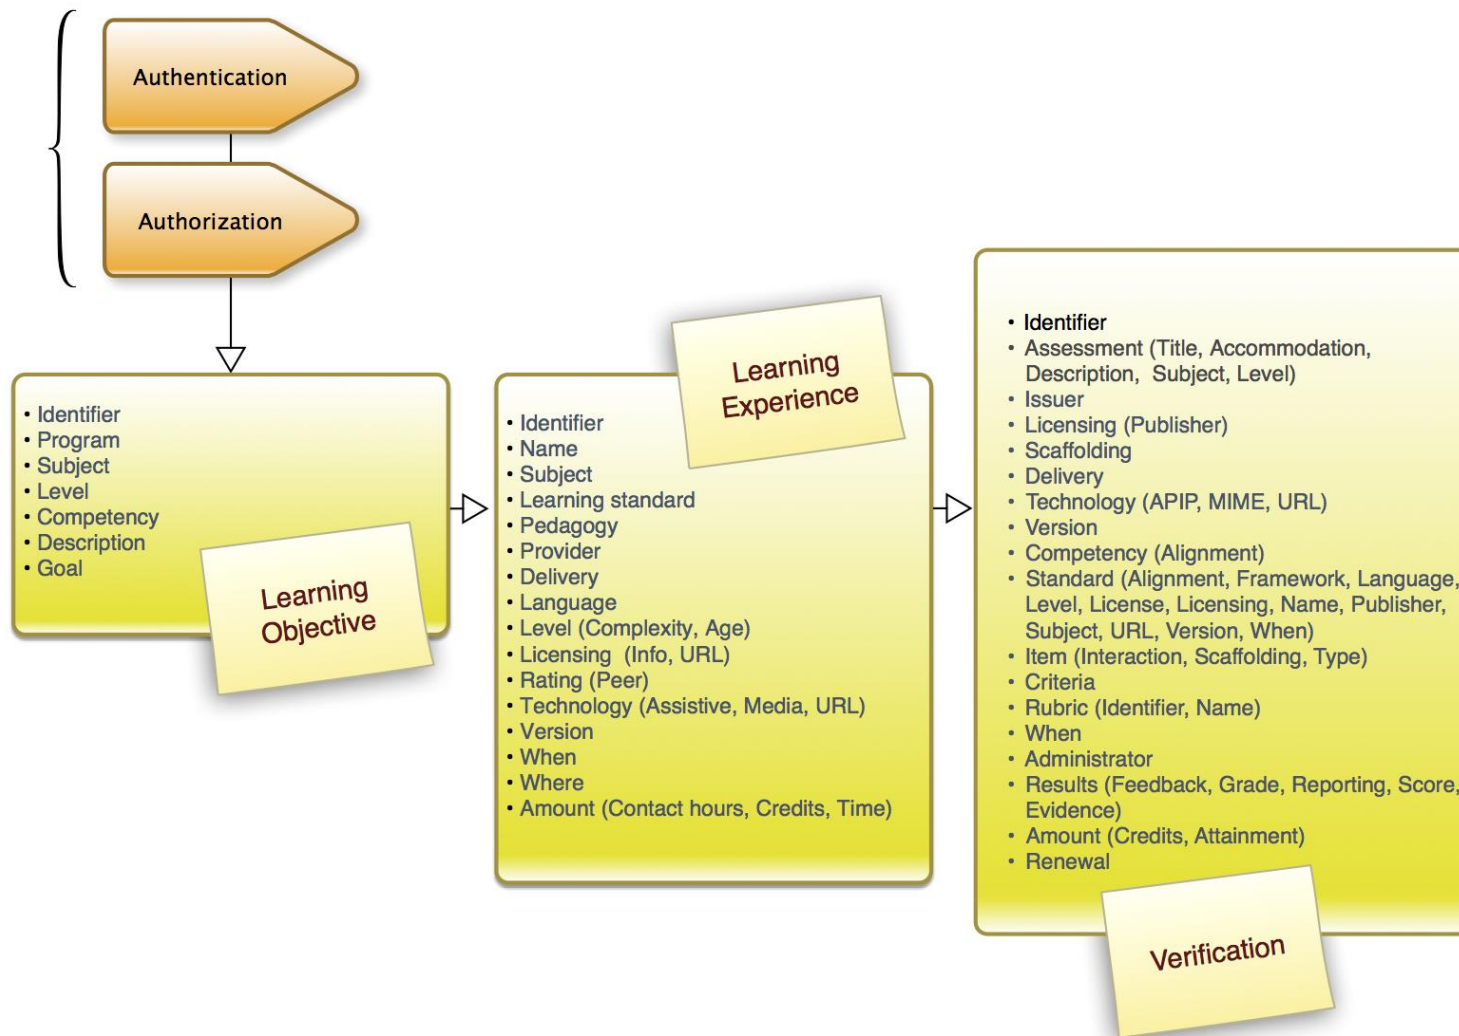 Authentication
Authorization
• Identifier
• Program
• Subject
• Level
• Competency
• Description
• Goal
Learning
Objective
Learning
Experience
• Identifier
• Name
• Subject
• Learning standard
• Pedagogy
• Provider
• Delivery
• Language
• Level (Complexity, Age)
• Licensing  (Info, URL)
• Rating (Peer)
• Technology (Assistive, Media, URL)
• Version
• When
• Where
• Amount (Contact hours, Credits, Time)
• Identifier
• Assessment (Title, Accommodation,
Description,  Subject, Level)
• Issuer
• Licensing (Publisher)
• Scaffolding
• Delivery
• Technology (APIP, MIME, URL)
• Version
• Competency (Alignment)
• Standard (Alignment, Framework, Language,
Level, License, Licensing, Name, Publisher,
Subject, URL, Version, When)
• Item (Interaction, Scaffolding, Type)
• Criteria
• Rubric (Identifier, Name)
• When
• Administrator
• Results (Feedback, Grade, Reporting, Score,
Evidence)
• Amount (Credits, Attainment)
• Renewal
Verification